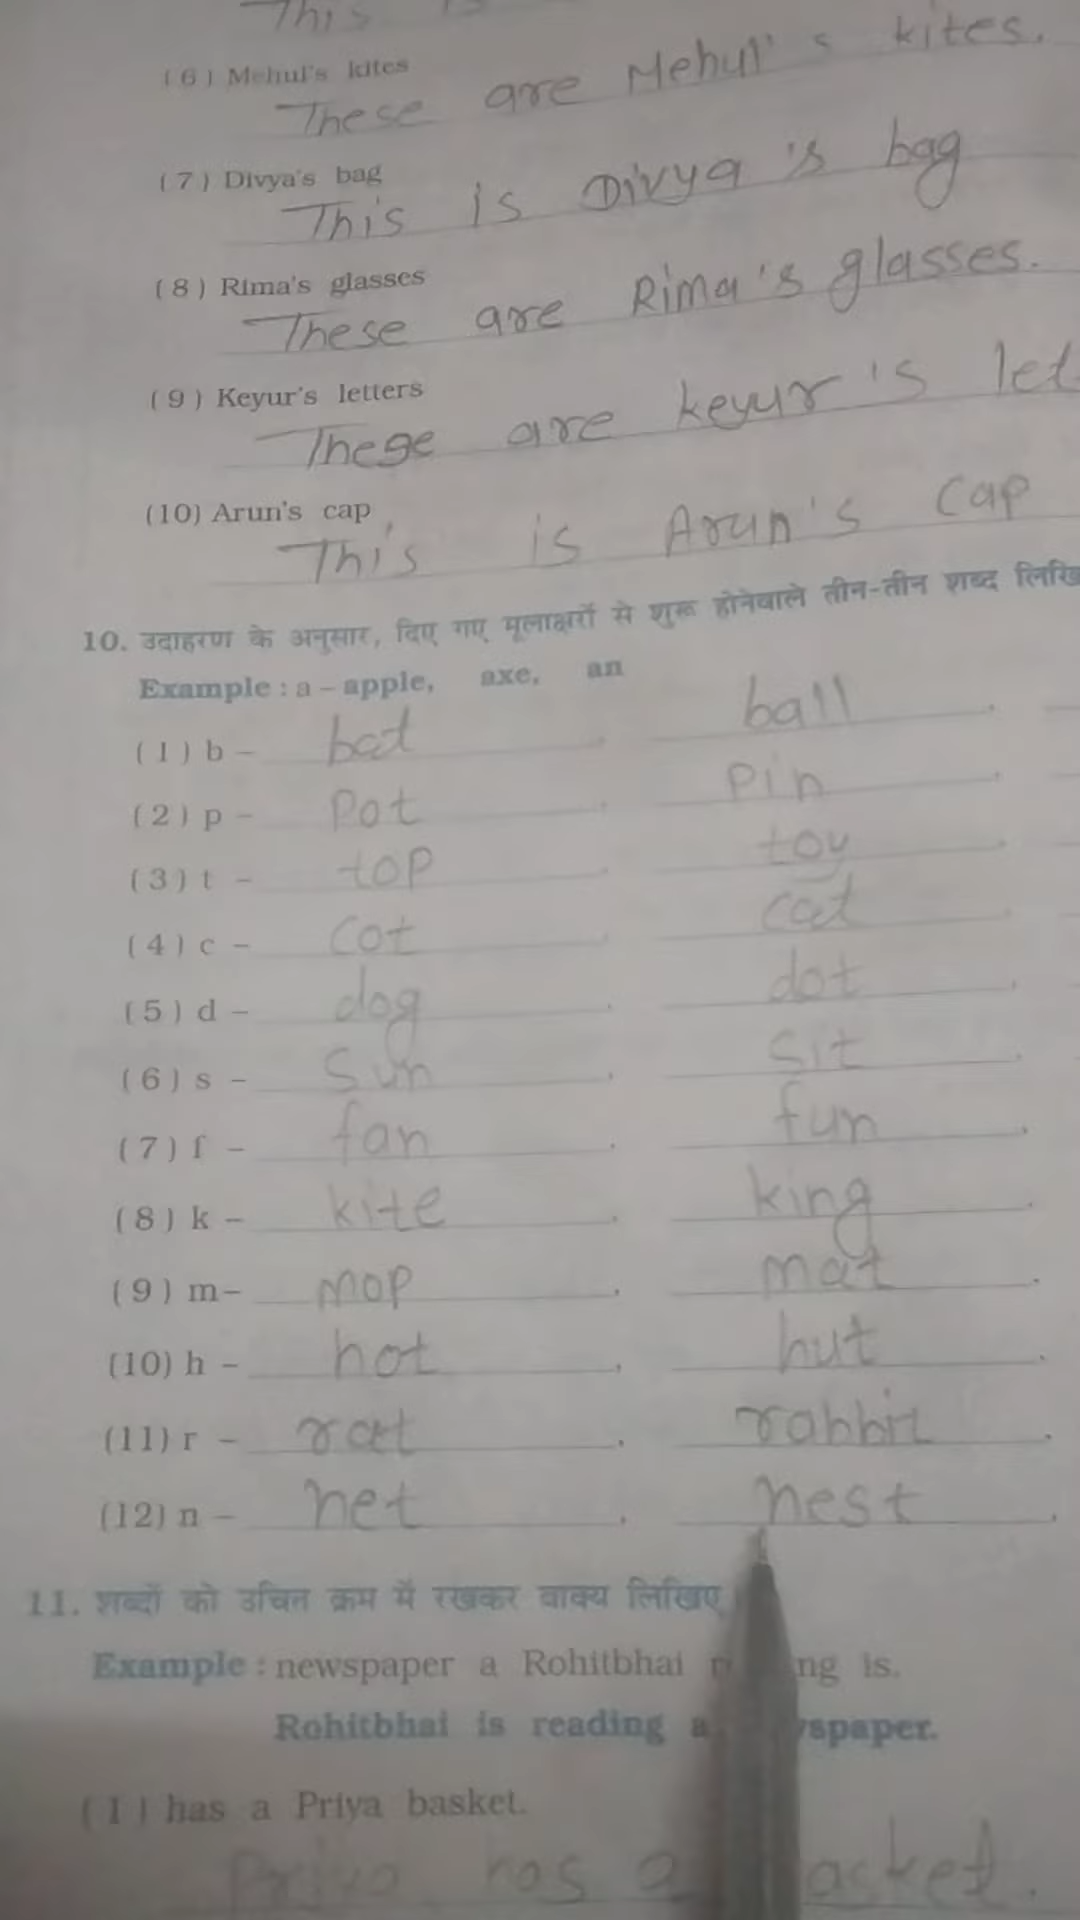 This is
(6) Mehul's kites
These are Mehul's kites.
(7) Divya's bag
This is Divya's bag
(8) Rima's glasses
These are Rima's glasses.
(9) Keyur's letters
These are keyur's let
(10) Arun's cap
This is Arun's cap
10. उदाहरण के अनुसार, दिए गए मूलाक्षरों से शुरू होनेवाले तीन-तीन शब्द लिखि
Example : a – apple, axe, an
(1) b – bat, ball,
(2) p – pot, pin,
(3) t – top, toy,
(4) c – cot, cat,
(5) d – dog, dot,
(6) s – sun, sit,
(7) f – fan, fun,
(8) k – kite, king,
(9) m – mop, mat,
(10) h – hot, hut,
(11) r – rat, rabbit,
(12) n – net, nest,
11. शब्दों को उचित क्रम में रखकर वाक्य लिखिए
Example : newspaper a Rohitbhai ng is.
Rohitbhai is reading a wspaper.
(1) has a Priya basket.
Priya has a asket.